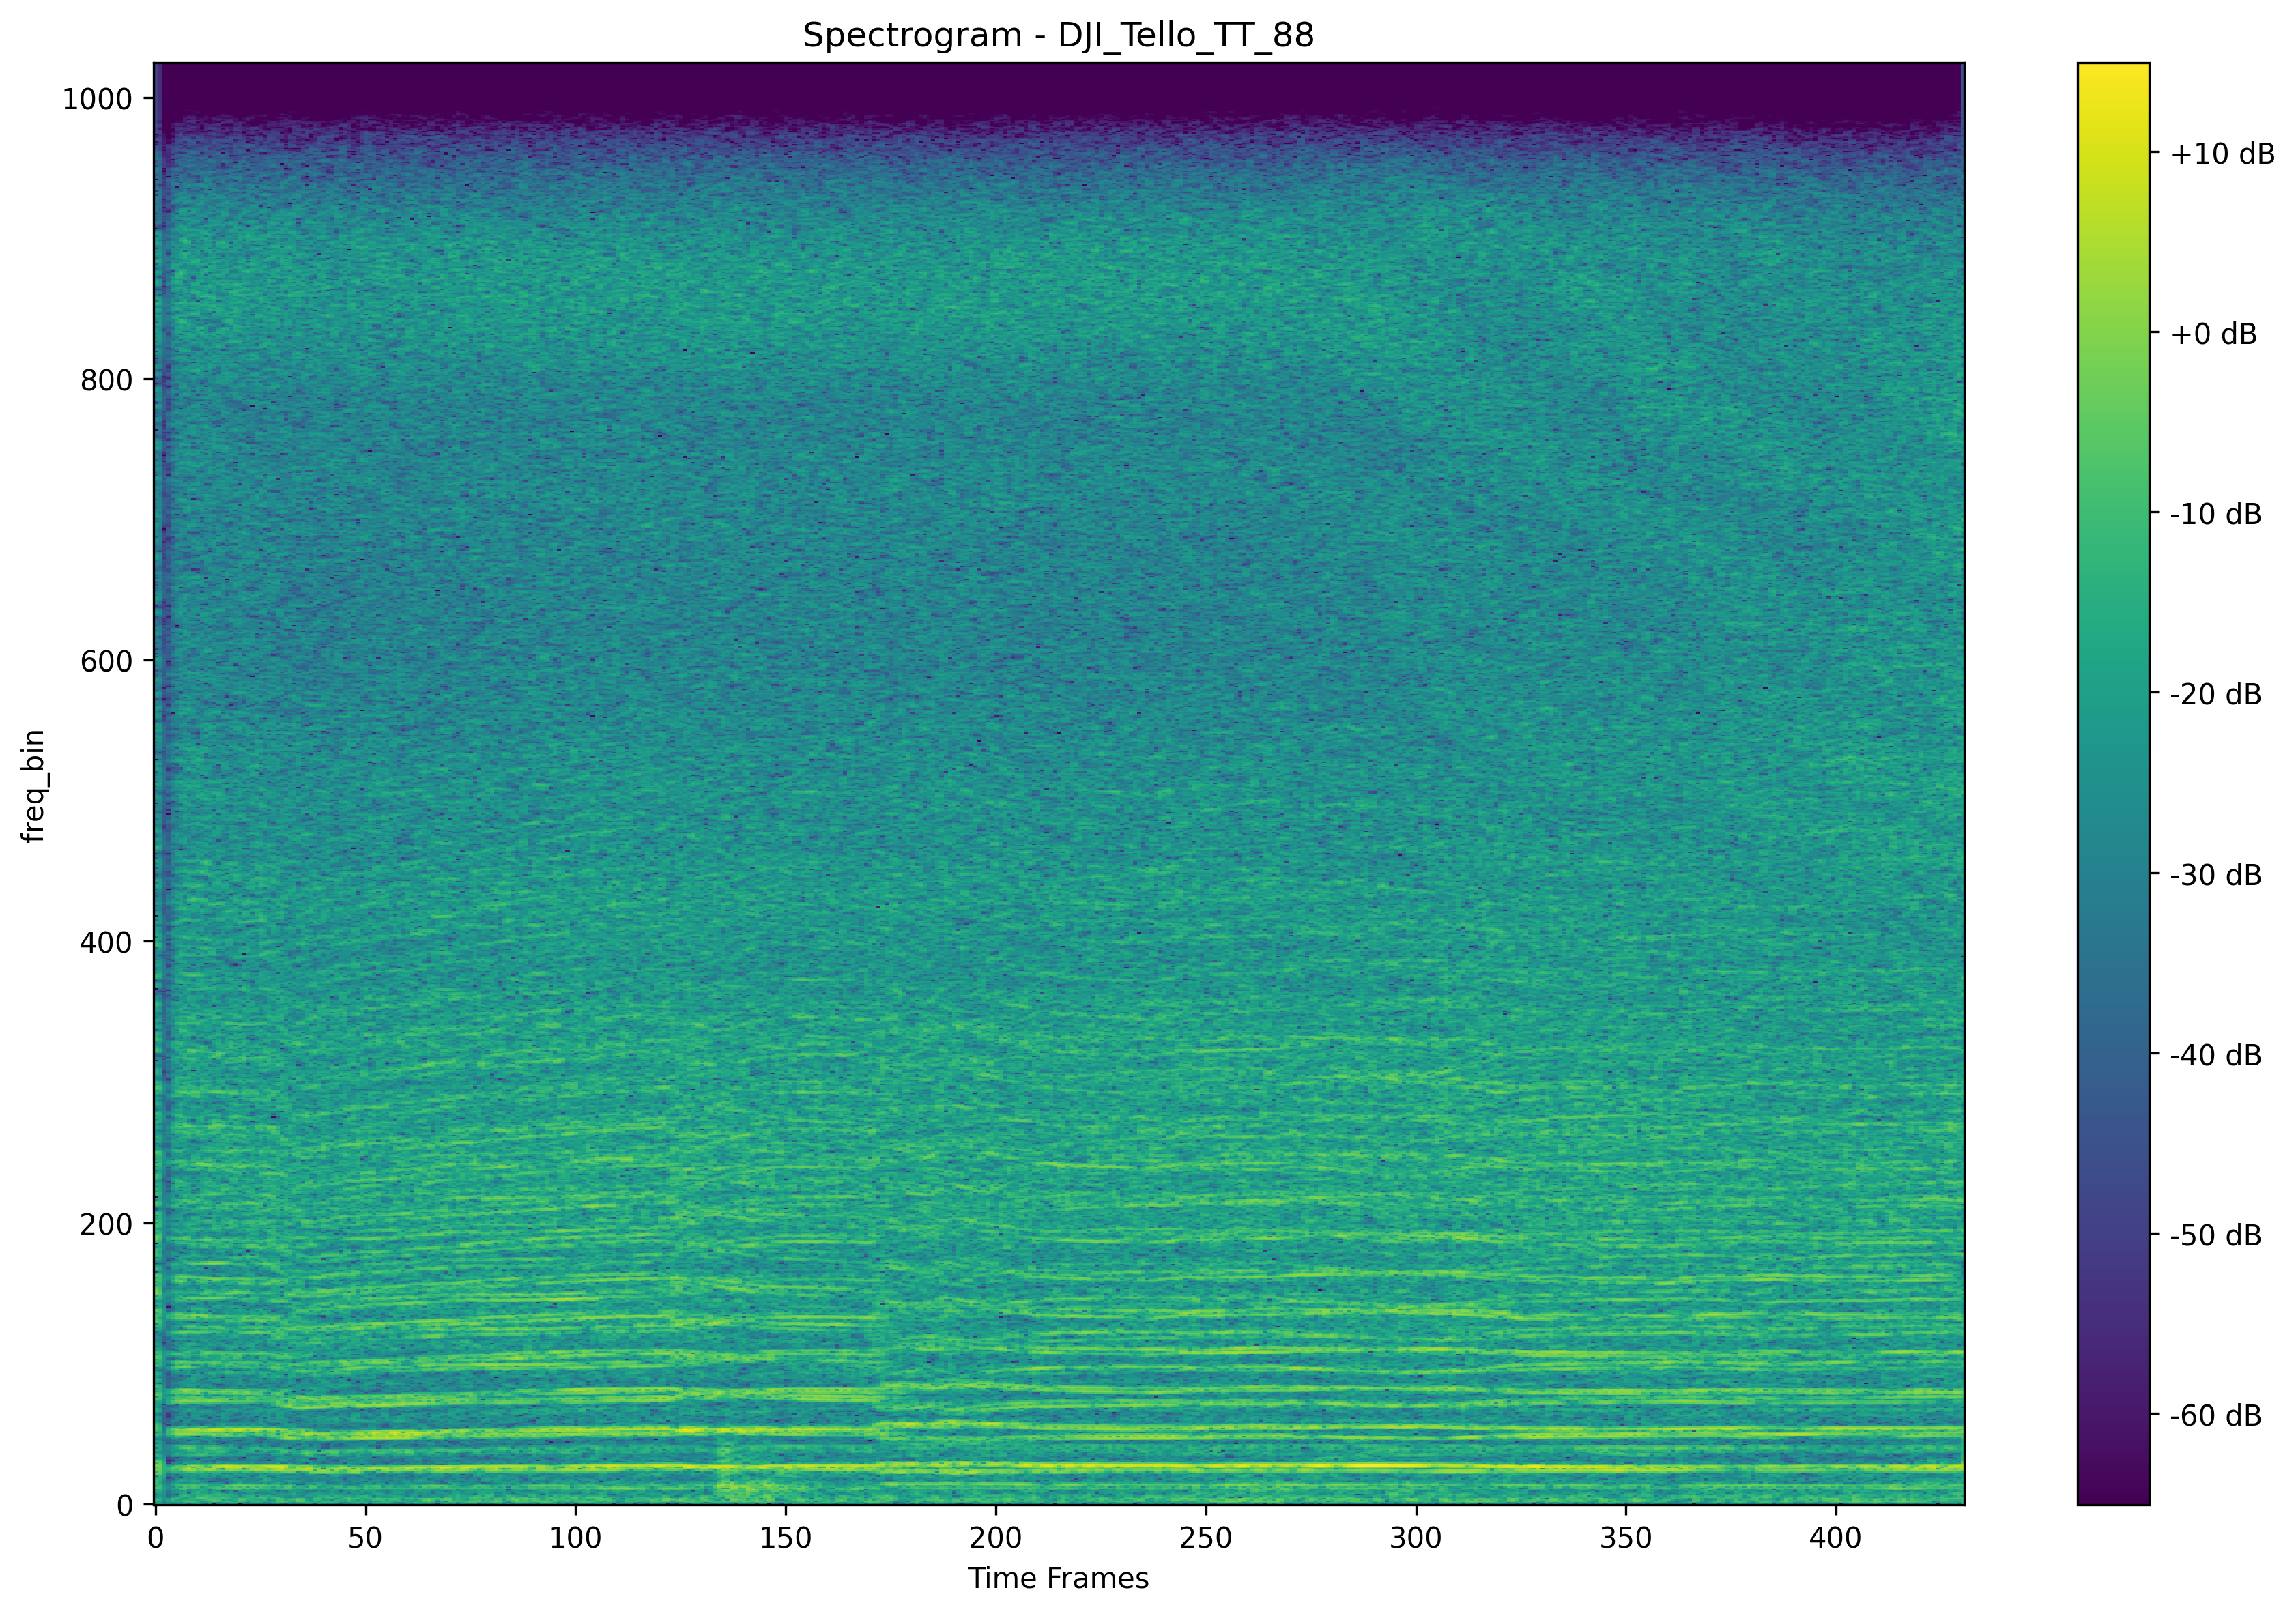 Spectrogram - DJI_Tello_TT_88
1000
800
600
400
200
0
freq_bin
0 50 100 150 200 250 300 350 400
Time Frames
+10 dB
+0 dB
-10 dB
-20 dB
-30 dB
-40 dB
-50 dB
-60 dB